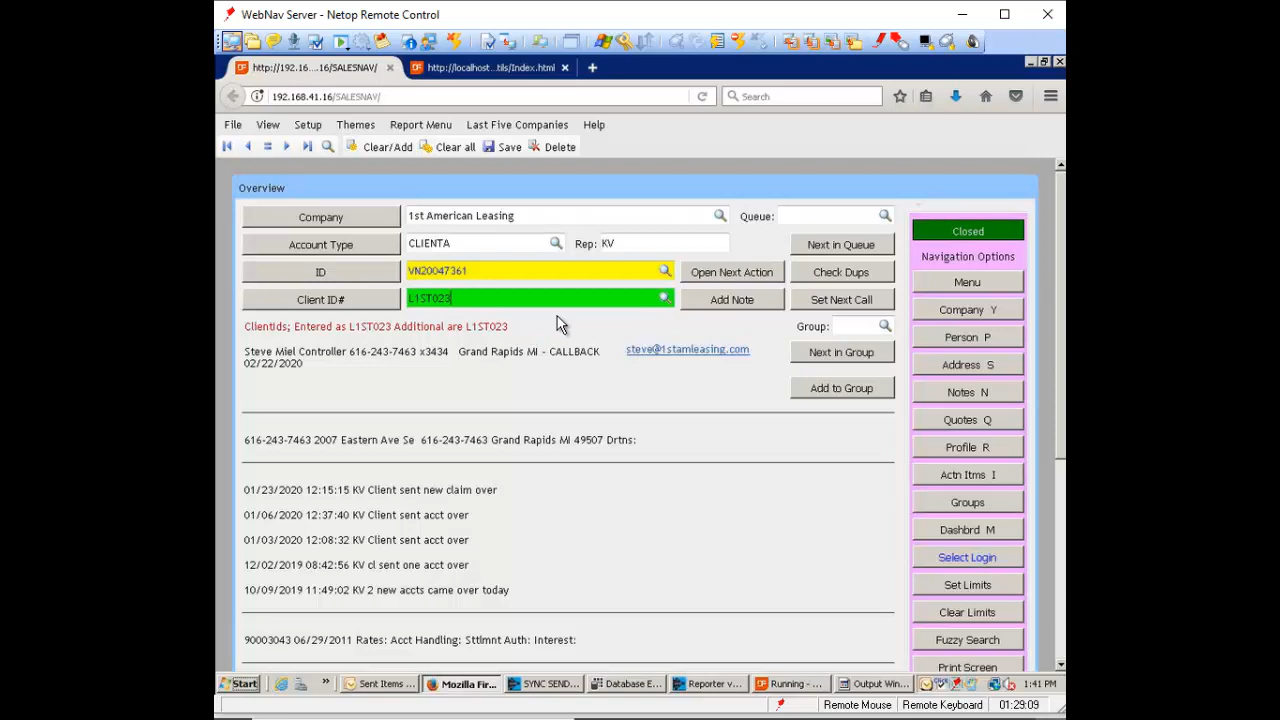 WebNav Server - Netop Remote Control
http://192.16....16/SALESNAV/ http://localhost...tils/Index.html
192.168.41.16/SALESNAV/ Search
File View Setup Themes Report Menu Last Five Companies Help
Clear/Add Clear all Save Delete
Overview
Company 1st American Leasing Queue:
Closed
Account Type CLIENTA Rep: KV Next in Queue
Navigation Options
ID VN20047361 Open Next Action Check Dups
Menu
Client ID# L1ST023 Add Note Set Next Call
Company Y
ClientIds; Entered as L1ST023 Additional are L1ST023 Group:
Person P
Steve Miel Controller 616-243-7463 x3434 Grand Rapids MI - CALLBACK steve@1stamleasing.com Next in Group
02/22/2020
Address S
Add to Group
Notes N
Quotes Q
616-243-7463 2007 Eastern Ave Se 616-243-7463 Grand Rapids MI 49507 Drtns:
Profile R
Actn Itms I
01/23/2020 12:15:15 KV Client sent new claim over
Groups
01/06/2020 12:37:40 KV Client sent acct over
Dashbrd M
01/03/2020 12:08:32 KV Client sent acct over
Select Login
12/02/2019 08:42:56 KV cl sent one acct over
Set Limits
10/09/2019 11:49:02 KV 2 new accts came over today
Clear Limits
90003043 06/29/2011 Rates: Acct Handling: Sttlmnt Auth: Interest:
Fuzzy Search
Print Screen
Start Sent Items ... Mozilla Fir... SYNC SEND... Database E... Reporter v... Running - ... Output Win... 1:41 PM
Remote Mouse Remote Keyboard 01:29:09